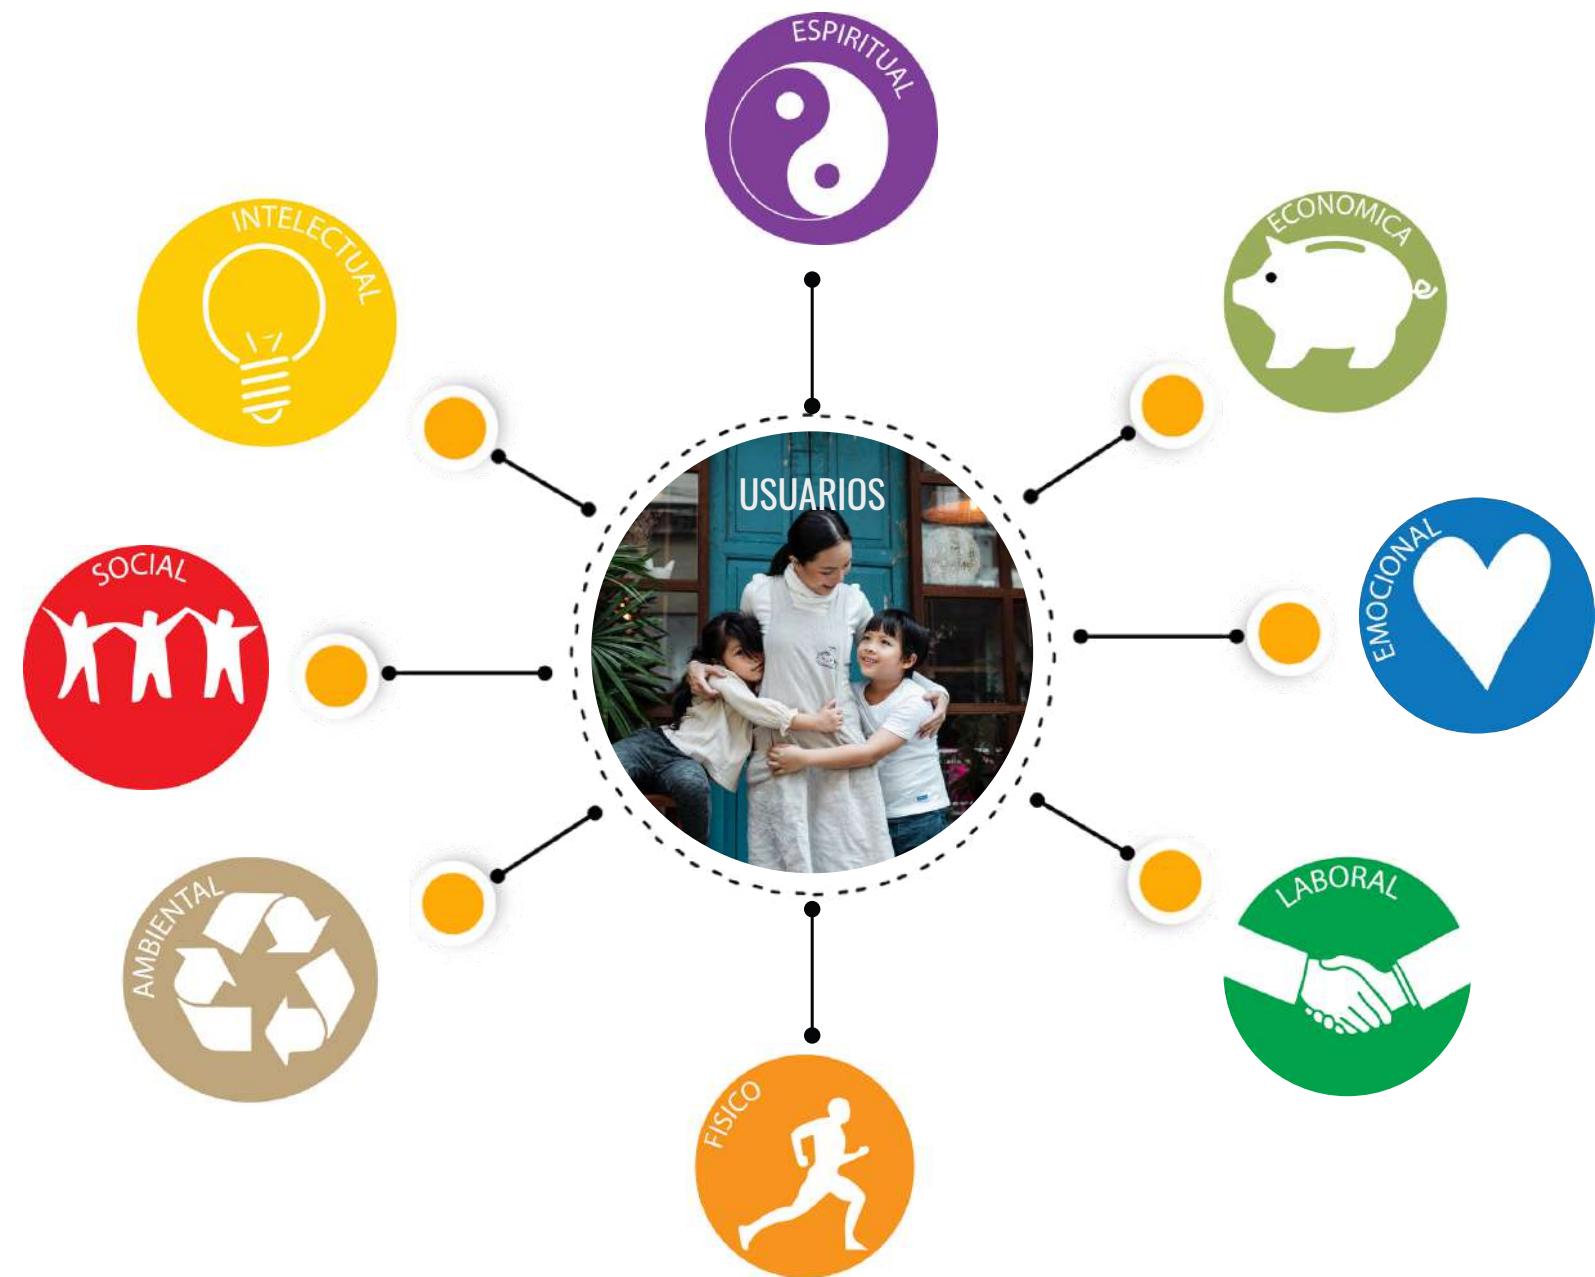 ESPIRITUAL
ECONOMICA
INTELECTUAL
USUARIOS
EMOCIONAL
SOCIAL
LABORAL
AMBIENTAL
FISICO